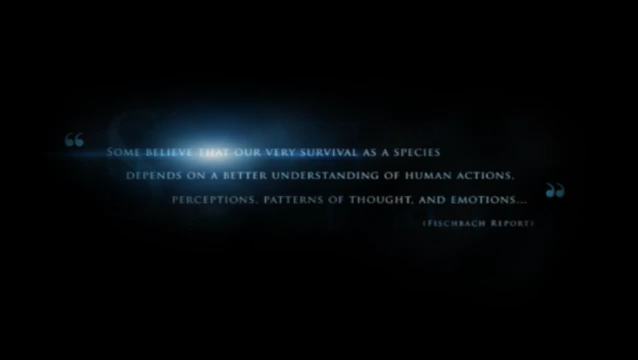 “ Some believe that our very survival as a species
depends on a better understanding of human actions,
perceptions, patterns of thought, and emotions... ”
(Fischbach Report)